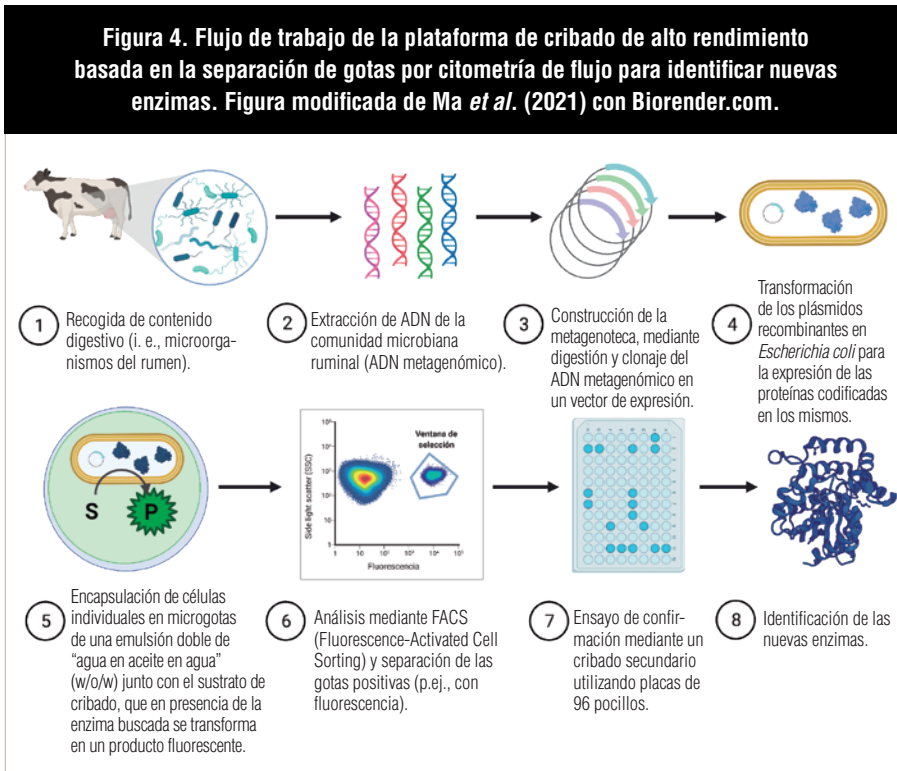 Figura 4. Flujo de trabajo de la plataforma de cribado de alto rendimiento
basada en la separación de gotas por citometría de flujo para identificar nuevas
enzimas. Figura modificada de Ma et al. (2021) con Biorender.com.
1
Recogida de contenido
digestivo (i. e., microorga-
nismos del rumen).
2
Extracción de ADN de la
comunidad microbiana
ruminal (ADN metagenómico).
3
Construcción de la
metagenoteca, mediante
digestión y clonaje del
ADN metagenómico en
un vector de expresión.
4
Transformación
de los plásmidos
recombinantes en
Escherichia coli para
la expresión de las
proteínas codificadas
en los mismos.
S
P
5
Encapsulación de células
individuales en microgotas
de una emulsión doble de
“agua en aceite en agua”
(w/o/w) junto con el sustrato de
cribado, que en presencia de la
enzima buscada se transforma
en un producto fluorescente.
Ventana de
selección
Side light scatter (SSC)
1
10
Fluorescencia
6
Análisis mediante FACS
(Fluorescence-Activated Cell
Sorting) y separación de las
gotas positivas (p.ej., con
fluorescencia).
7
Ensayo de confir-
mación mediante un
cribado secundario
utilizando placas de
96 pocillos.
8
Identificación de las
nuevas enzimas.